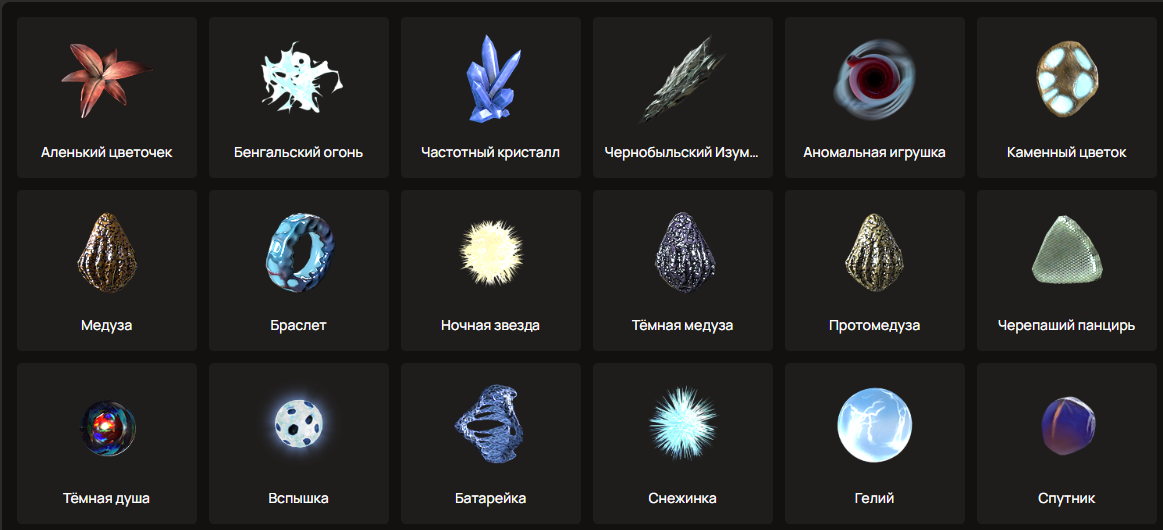 Аленький цветочек
Бенгальский огонь
Частотный кристалл
Чернобыльский Изум...
Аномальная игрушка
Каменный цветок
Медуза
Браслет
Ночная звезда
Тёмная медуза
Протомедуза
Черепаший панцирь
Тёмная душа
Вспышка
Батарейка
Снежинка
Гелий
Спутник